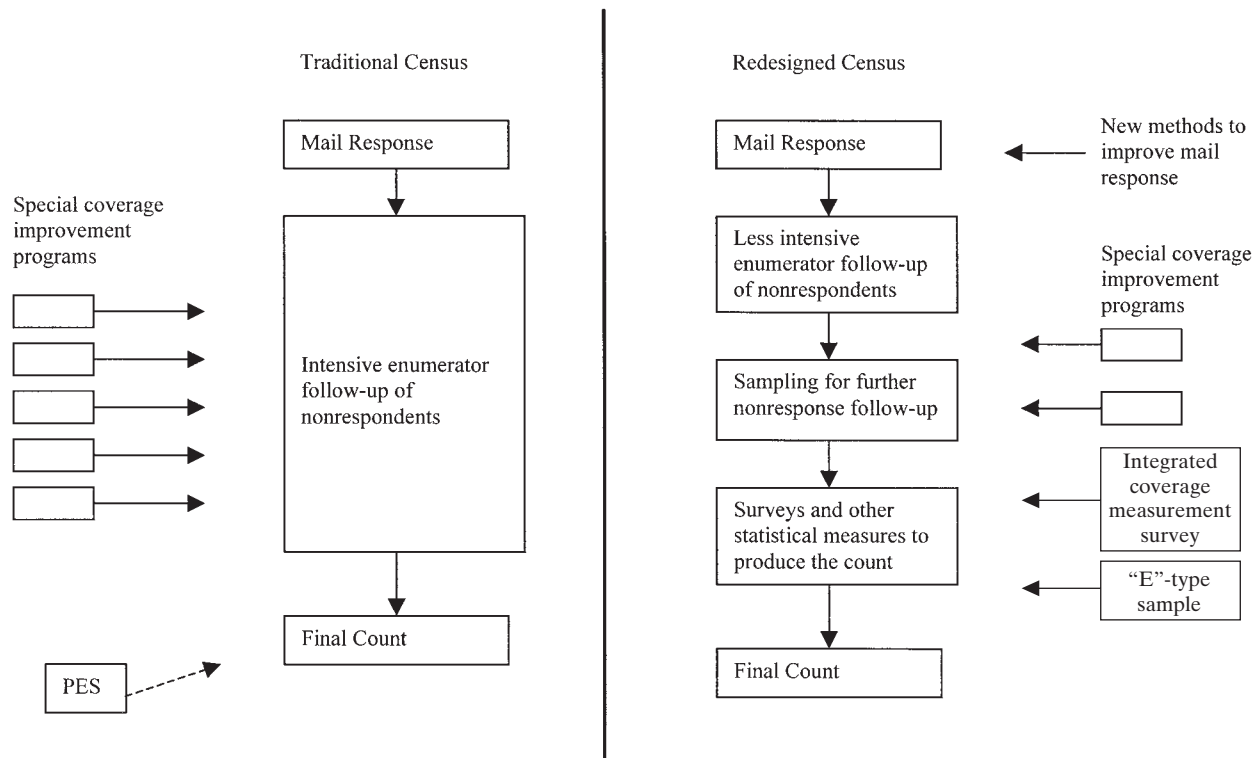 Traditional Census
Mail Response
Special coverage
improvement
programs
Intensive enumerator
follow-up of
nonrespondents
Final Count
PES
Redesigned Census
Mail Response
New methods to
improve mail
response
Less intensive
enumerator follow-up
of nonrespondents
Special coverage
improvement
programs
Sampling for further
nonresponse follow-up
Integrated
coverage
measurement
survey
Surveys and other
statistical measures to
produce the count
“E”-type
sample
Final Count